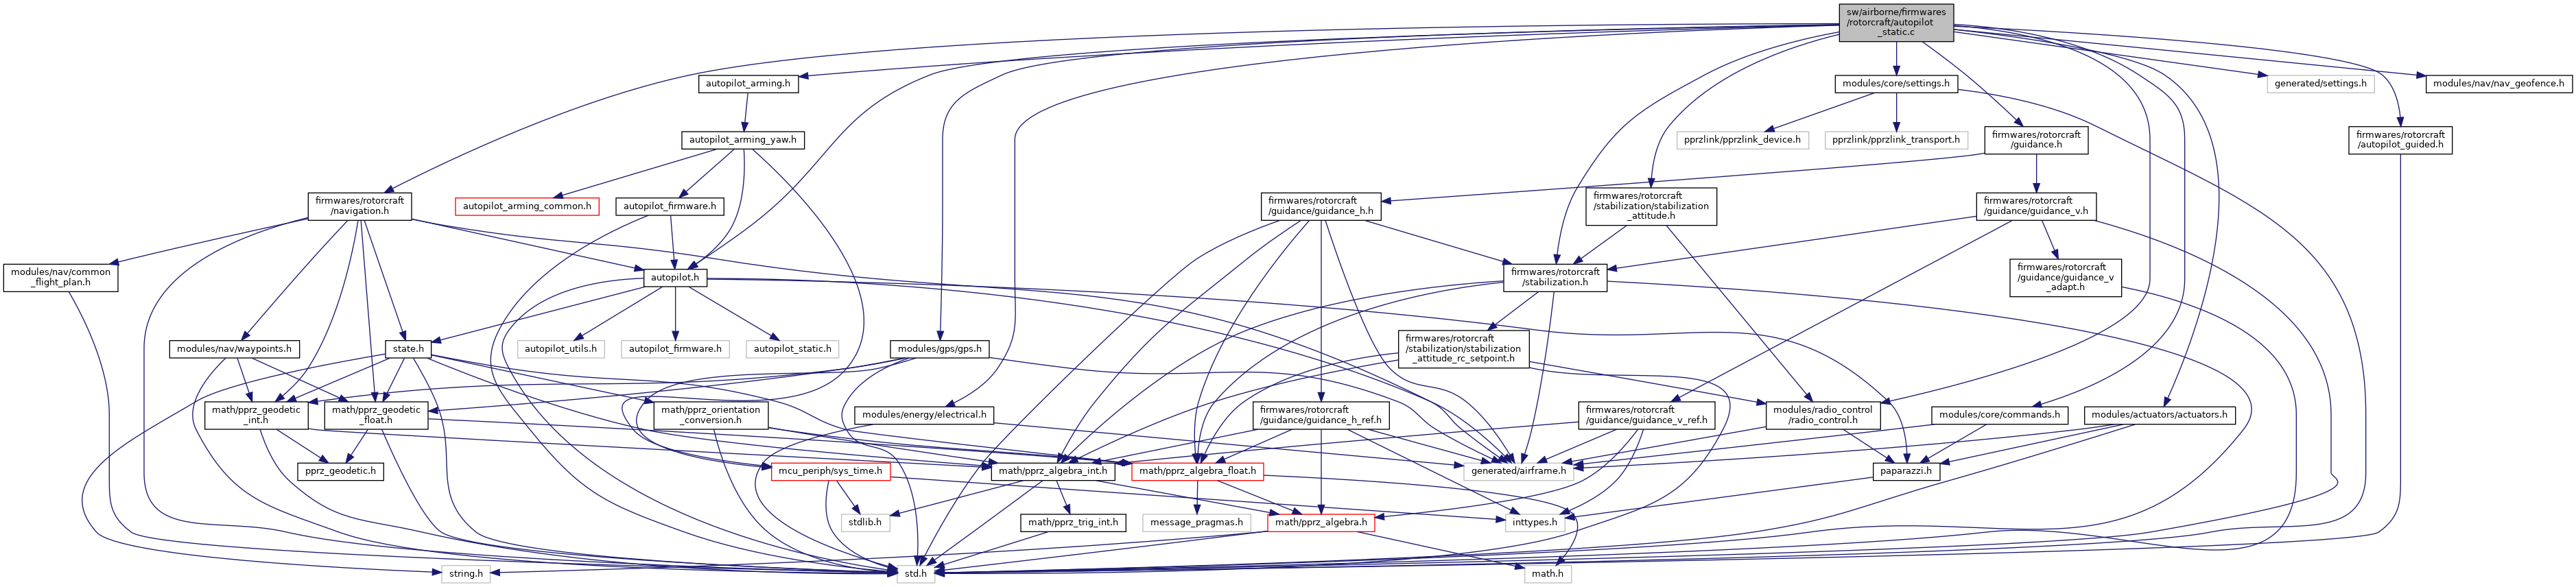 sw/airborne/firmwares
/rotorcraft/autopilot
_static.c
autopilot_arming.h
modules/core/settings.h
generated/settings.h
modules/nav/nav_geofence.h
autopilot_arming_yaw.h
pprzlink/pprzlink_device.h
pprzlink/pprzlink_transport.h
firmwares/rotorcraft
/guidance.h
firmwares/rotorcraft
/autopilot_guided.h
firmwares/rotorcraft
/navigation.h
autopilot_arming_common.h
autopilot_firmware.h
firmwares/rotorcraft
/guidance/guidance_h.h
firmwares/rotorcraft
/stabilization/stabilization
_attitude.h
firmwares/rotorcraft
/guidance/guidance_v.h
modules/nav/common
_flight_plan.h
autopilot.h
firmwares/rotorcraft
/stabilization.h
firmwares/rotorcraft
/guidance/guidance_v
_adapt.h
modules/nav/waypoints.h
state.h
autopilot_utils.h
autopilot_firmware.h
autopilot_static.h
modules/gps/gps.h
firmwares/rotorcraft
/stabilization/stabilization
_attitude_rc_setpoint.h
math/pprz_geodetic
_int.h
math/pprz_geodetic
_float.h
math/pprz_orientation
_conversion.h
modules/energy/electrical.h
firmwares/rotorcraft
/guidance/guidance_h_ref.h
firmwares/rotorcraft
/guidance/guidance_v_ref.h
modules/radio_control
/radio_control.h
modules/core/commands.h
modules/actuators/actuators.h
pprz_geodetic.h
mcu_periph/sys_time.h
math/pprz_algebra_int.h
math/pprz_algebra_float.h
generated/airframe.h
paparazzi.h
stdlib.h
math/pprz_trig_int.h
message_pragmas.h
math/pprz_algebra.h
inttypes.h
string.h
std.h
math.h